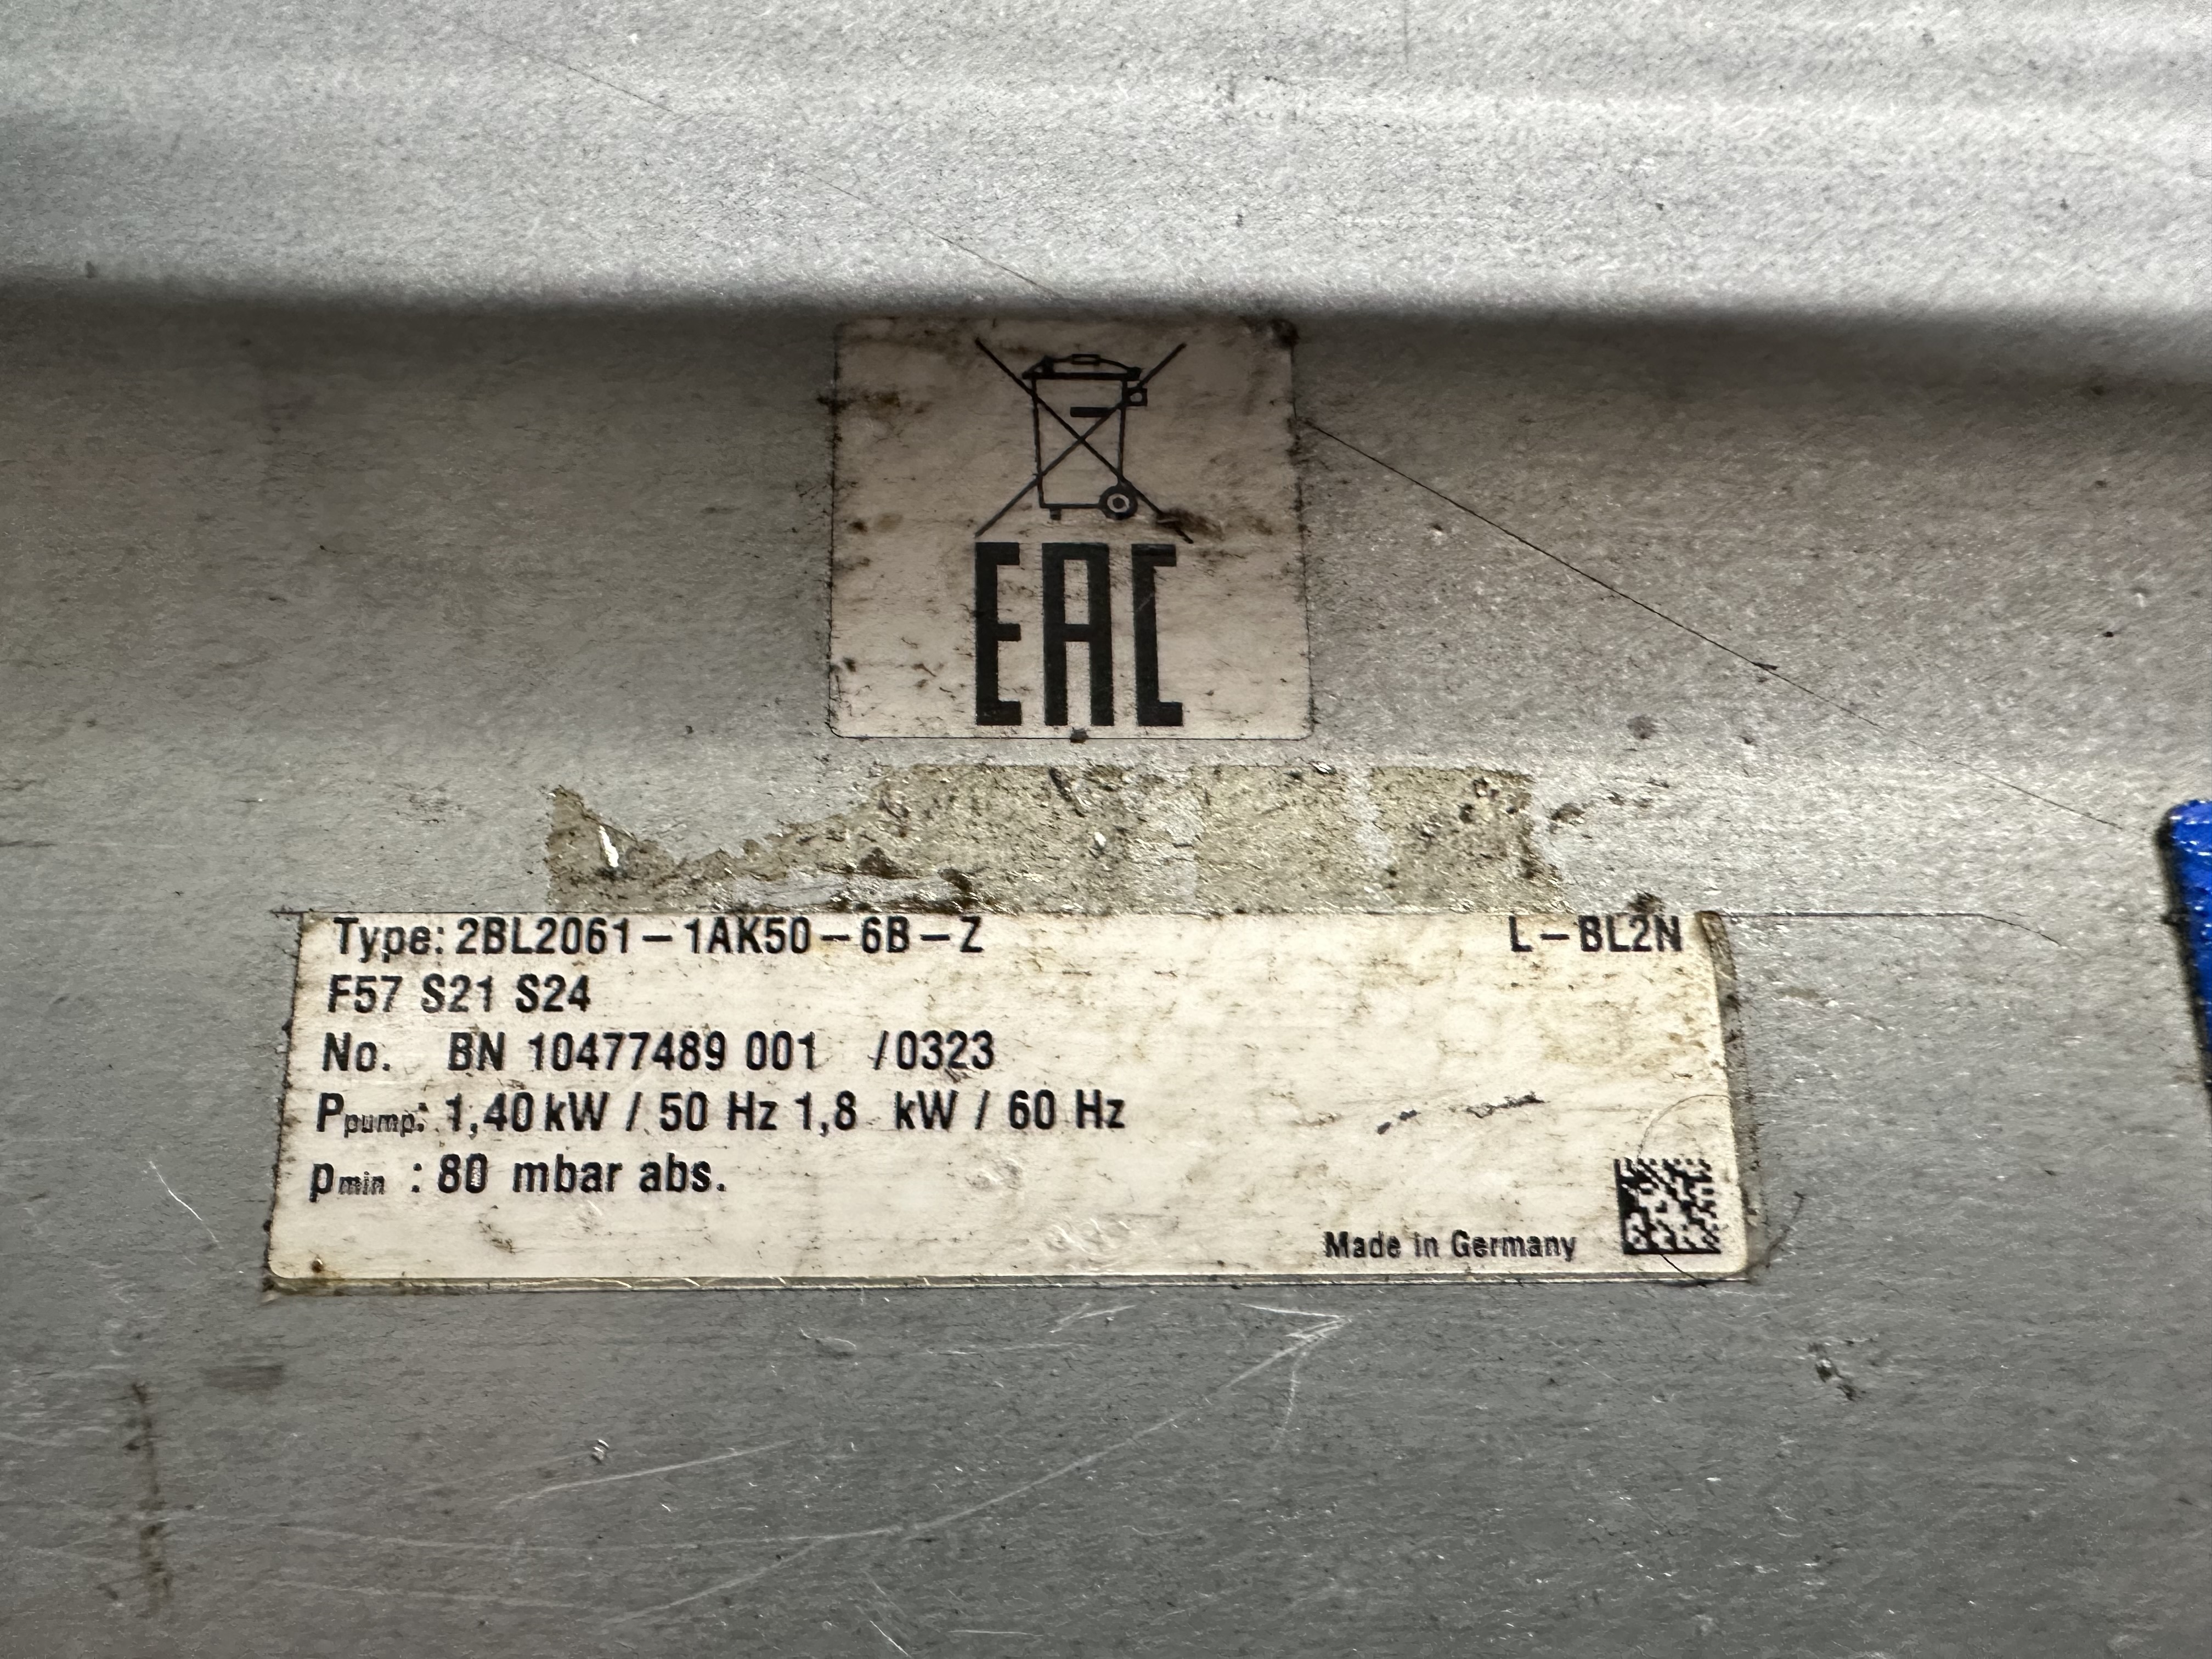 EAC
Type: 2BL2061-1AK50-6B-Z L-BL2N
F57 S21 S24
No. BN 10477489 001 /0323
Ppump: 1,40 kW / 50 Hz 1,8 kW / 60 Hz
pmin : 80 mbar abs.
Made in Germany